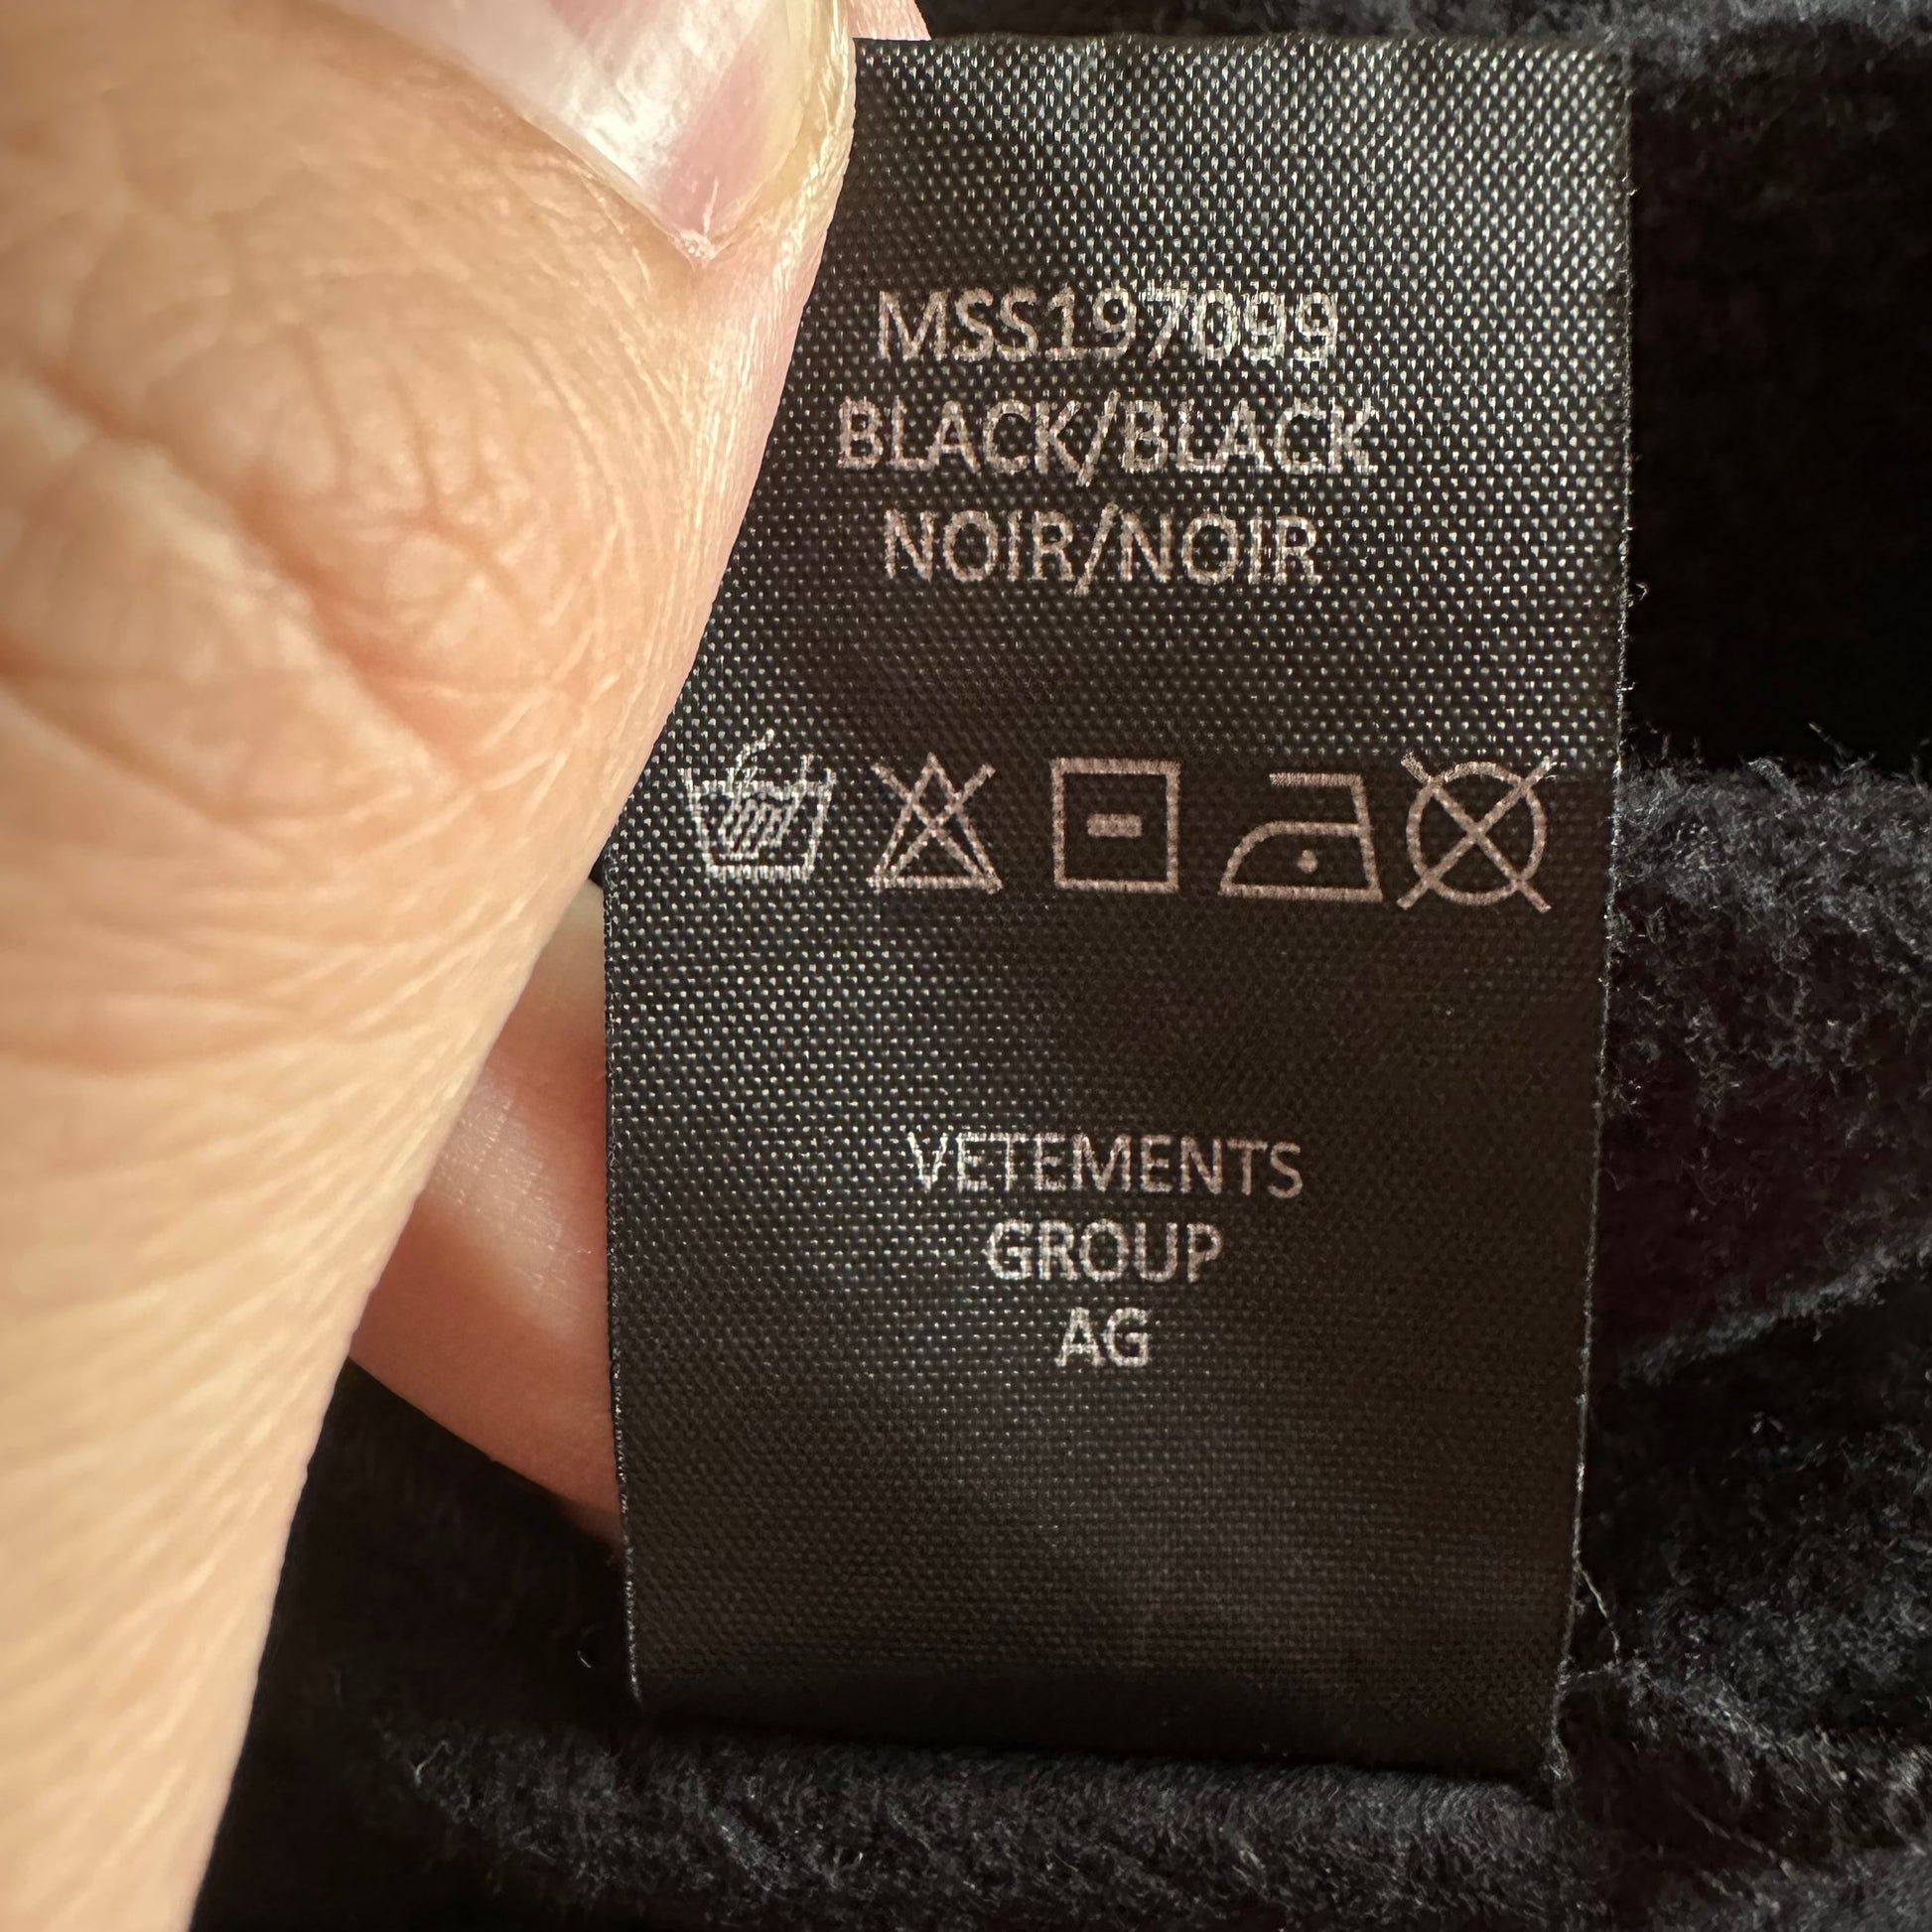 MSS197099
BLACK/BLACK
NOIR/NOIR
VETEMENTS
GROUP
AG